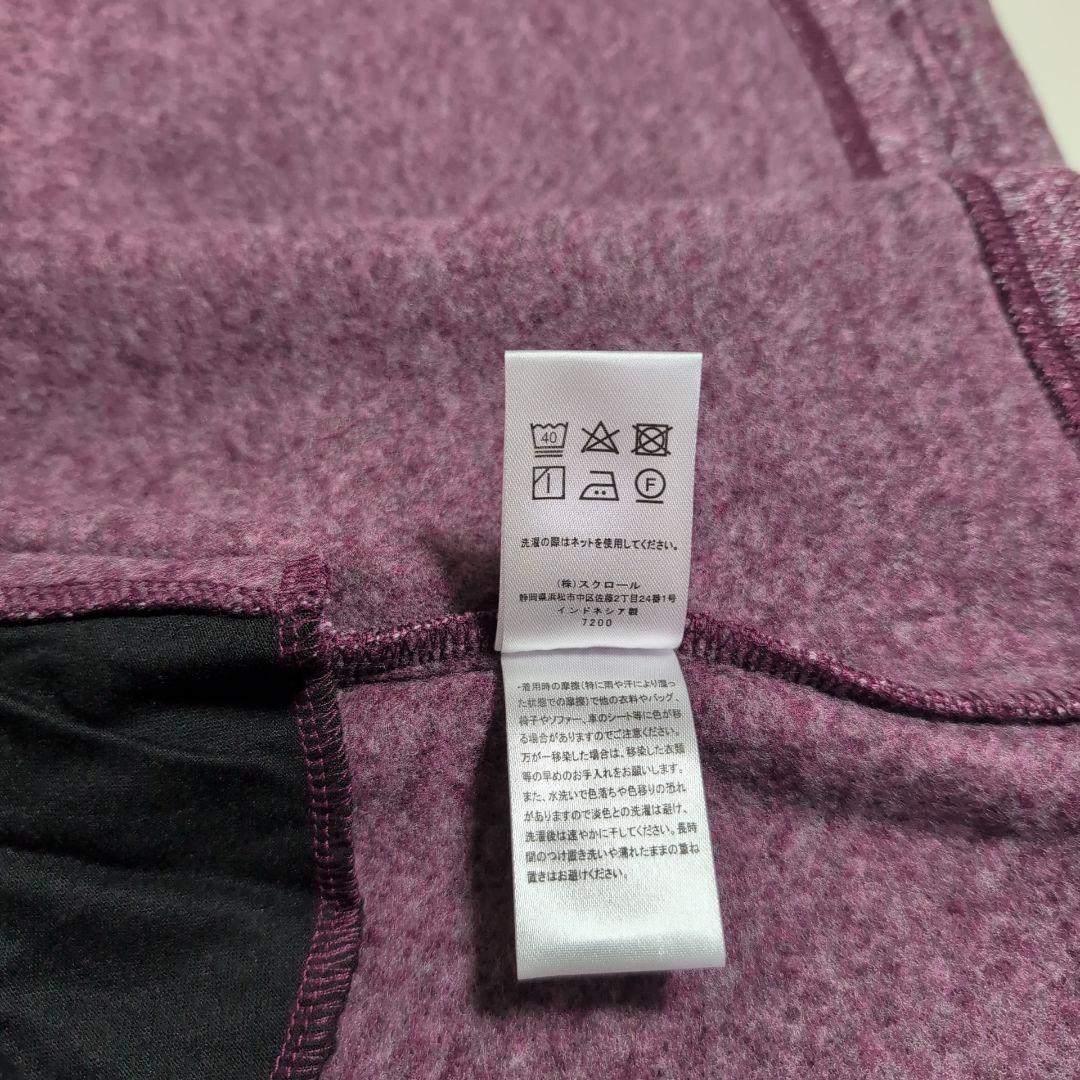 40
F
洗濯の際はネットを使用してください。
(株)スクロール
静岡県浜松市中区佐藤2丁目24番1号
インドネシア製
7200
・着用時の摩擦(特に雨や汗により湿っ
た状態での摩擦)で他の衣料やバッグ、
椅子やソファー、車のシート等に色が移
る場合がありますのでご注意ください。
万が一移染した場合は、移染した衣類
等の早めのお手入れをお願いします。
また、水洗いで色落ちや色移りの恐れ
がありますので淡色との洗濯は避け、
洗濯後は速やかに干してください。長時
間のつけ置き洗いや濡れたままの重ね
置きはお避けください。